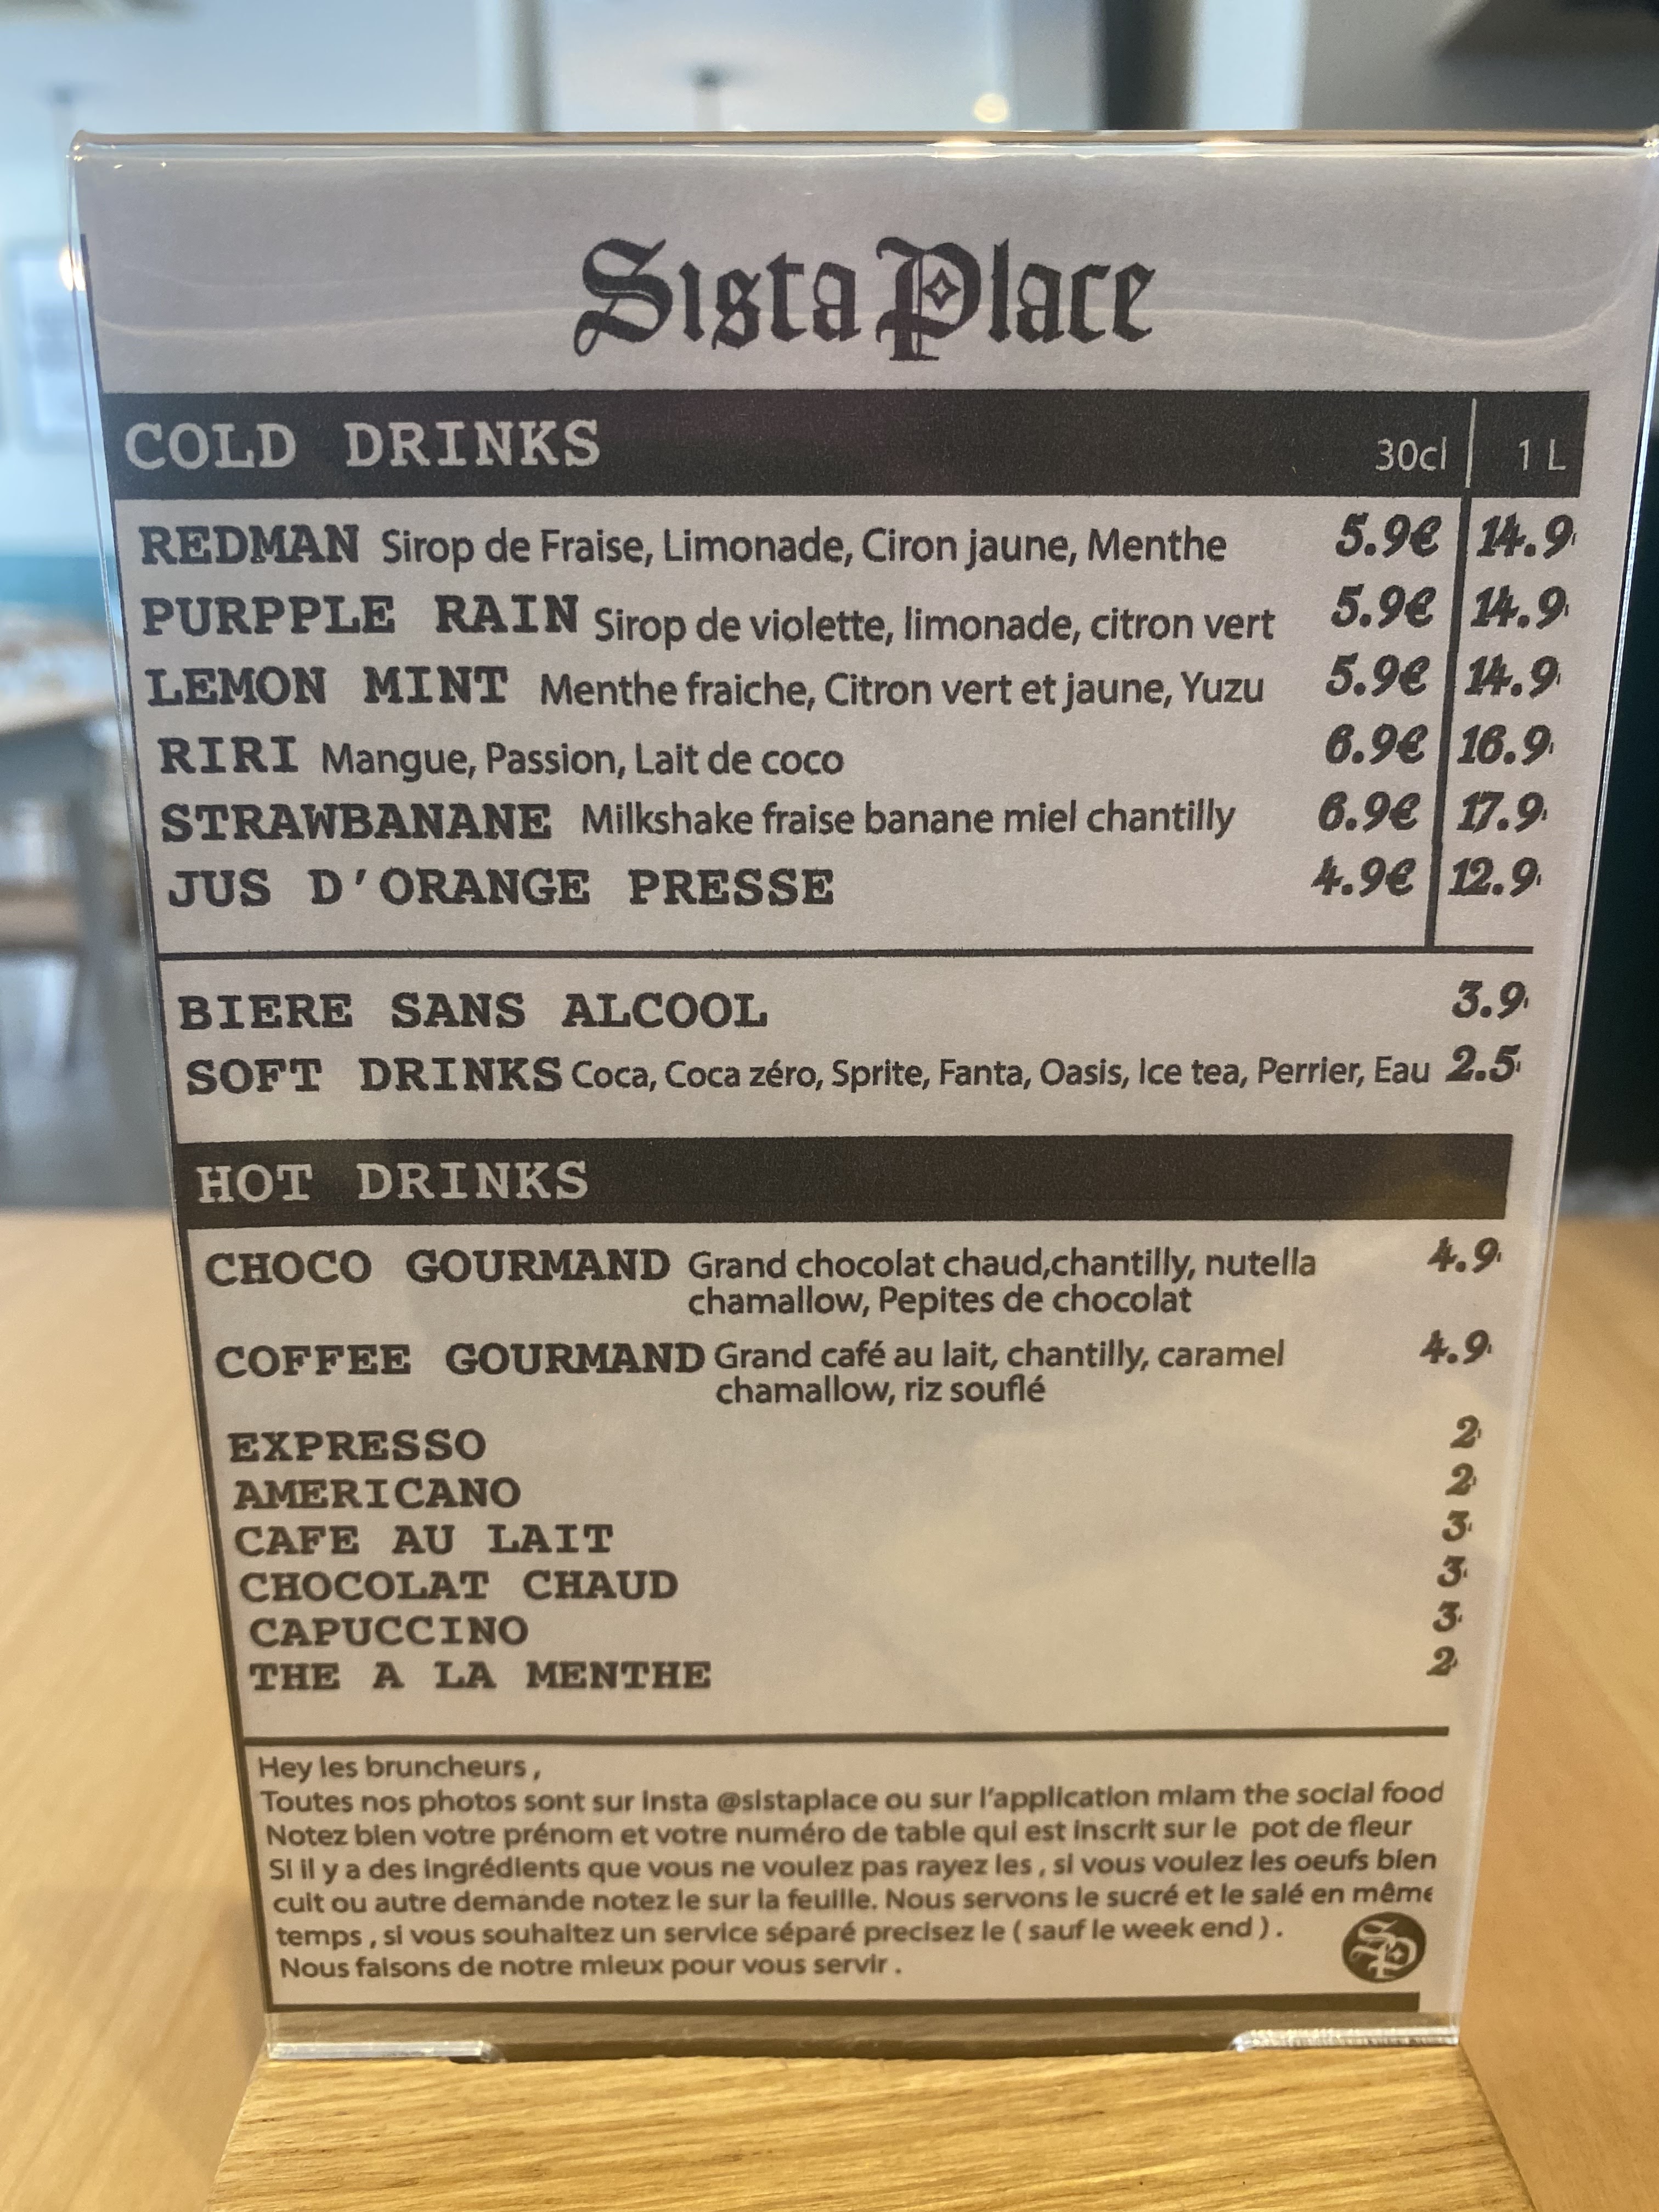 Sista Place
COLD DRINKS 30cl 1 L
REDMAN Sirop de Fraise, Limonade, Ciron jaune, Menthe 5.9€ 14.9
PURPPLE RAIN Sirop de violette, limonade, citron vert 5.9€ 14.9
LEMON MINT Menthe fraiche, Citron vert et jaune, Yuzu 5.9€ 14.9
RIRI Mangue, Passion, Lait de coco 6.9€ 16.9
STRAWBANANE Milkshake fraise banane miel chantilly 6.9€ 17.9
JUS D'ORANGE PRESSE 4.9€ 12.9
BIERE SANS ALCOOL 3.9
SOFT DRINKS Coca, Coca zéro, Sprite, Fanta, Oasis, Ice tea, Perrier, Eau 2.5
HOT DRINKS
CHOCO GOURMAND Grand chocolat chaud,chantilly, nutella 4.9
chamallow, Pepites de chocolat
COFFEE GOURMAND Grand café au lait, chantilly, caramel 4.9
chamallow, riz souflé
EXPRESSO 2
AMERICANO 2
CAFE AU LAIT 3
CHOCOLAT CHAUD 3
CAPUCCINO 3
THE A LA MENTHE 2
Hey les bruncheurs ,
Toutes nos photos sont sur insta @sistaplace ou sur l'application miam the social food
Notez bien votre prénom et votre numéro de table qui est inscrit sur le pot de fleur
Si il y a des ingrédients que vous ne voulez pas rayez les , si vous voulez les oeufs bien
cuit ou autre demande notez le sur la feuille. Nous servons le sucré et le salé en même
temps , si vous souhaitez un service séparé precisez le ( sauf le week end ) .
Nous faisons de notre mieux pour vous servir .
SP